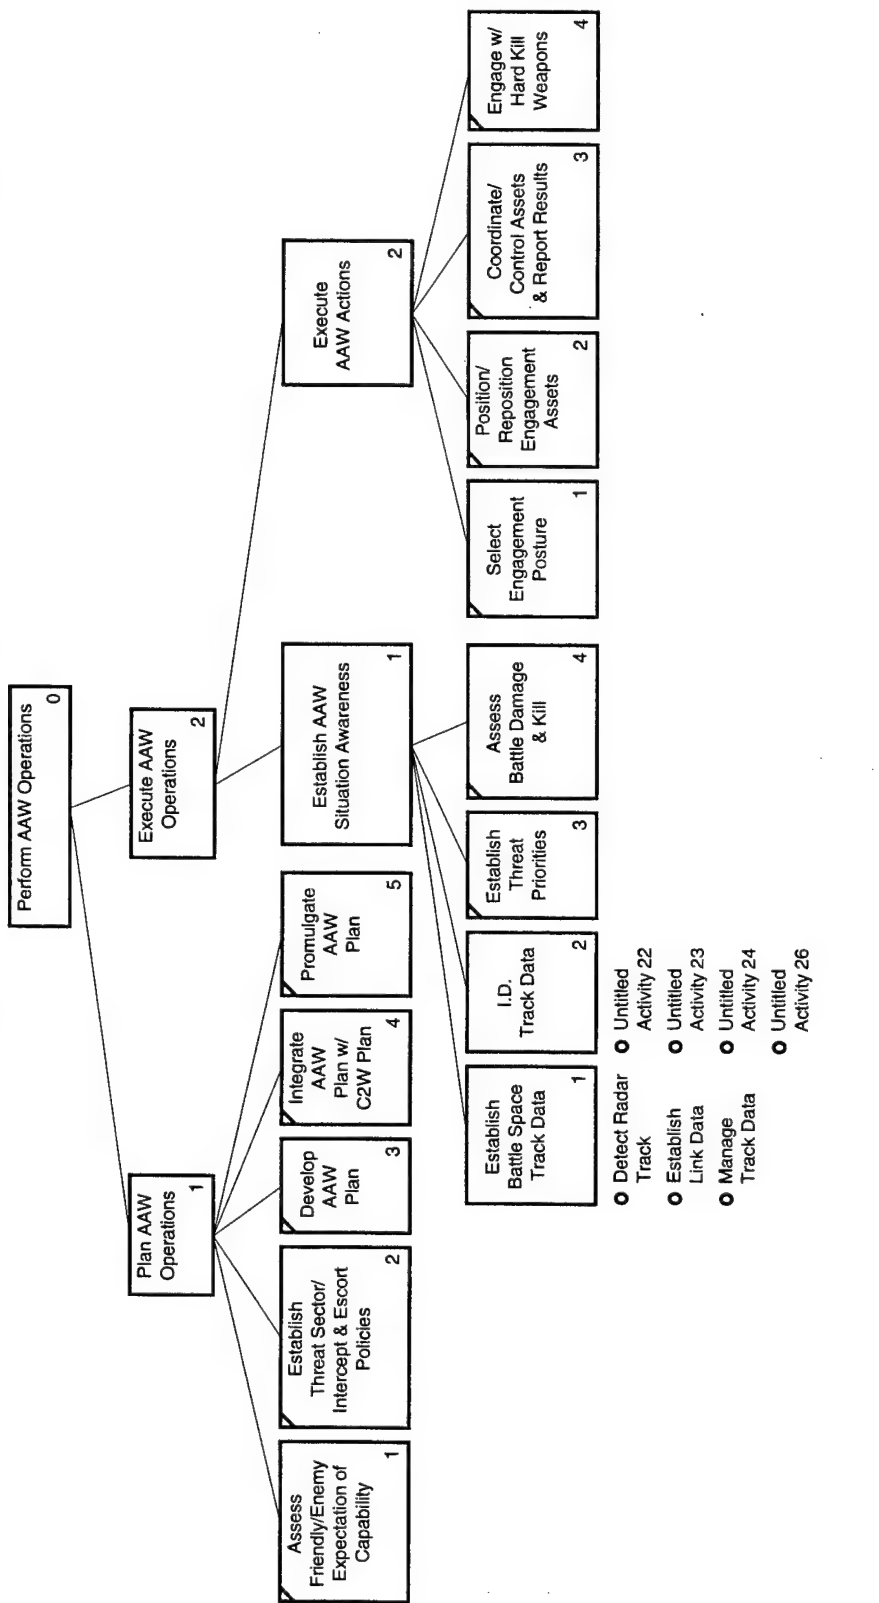 Perform AAW Operations
0
Plan AAW
Operations
1
Execute AAW
Operations
2
Assess
Friendly/Enemy
Expectation of
Capability
1
Establish
Threat Sector/
Intercept & Escort
Policies
2
Develop
AAW
Plan
3
Integrate
AAW
Plan w/
C2W Plan
4
Promulgate
AAW
Plan
5
Establish AAW
Situation Awareness
1
Execute
AAW Actions
2
Establish
Battle Space
Track Data
1
I.D.
Track Data
2
Establish
Threat
Priorities
3
Assess
Battle Damage
& Kill
4
Select
Engagement
Posture
1
Position/
Reposition
Engagement
Assets
2
Coordinate/
Control Assets
& Report Results
3
Engage w/
Hard Kill
Weapons
4
Detect Radar
Track
Establish
Link Data
Manage
Track Data
Untitled
Activity 22
Untitled
Activity 23
Untitled
Activity 24
Untitled
Activity 26